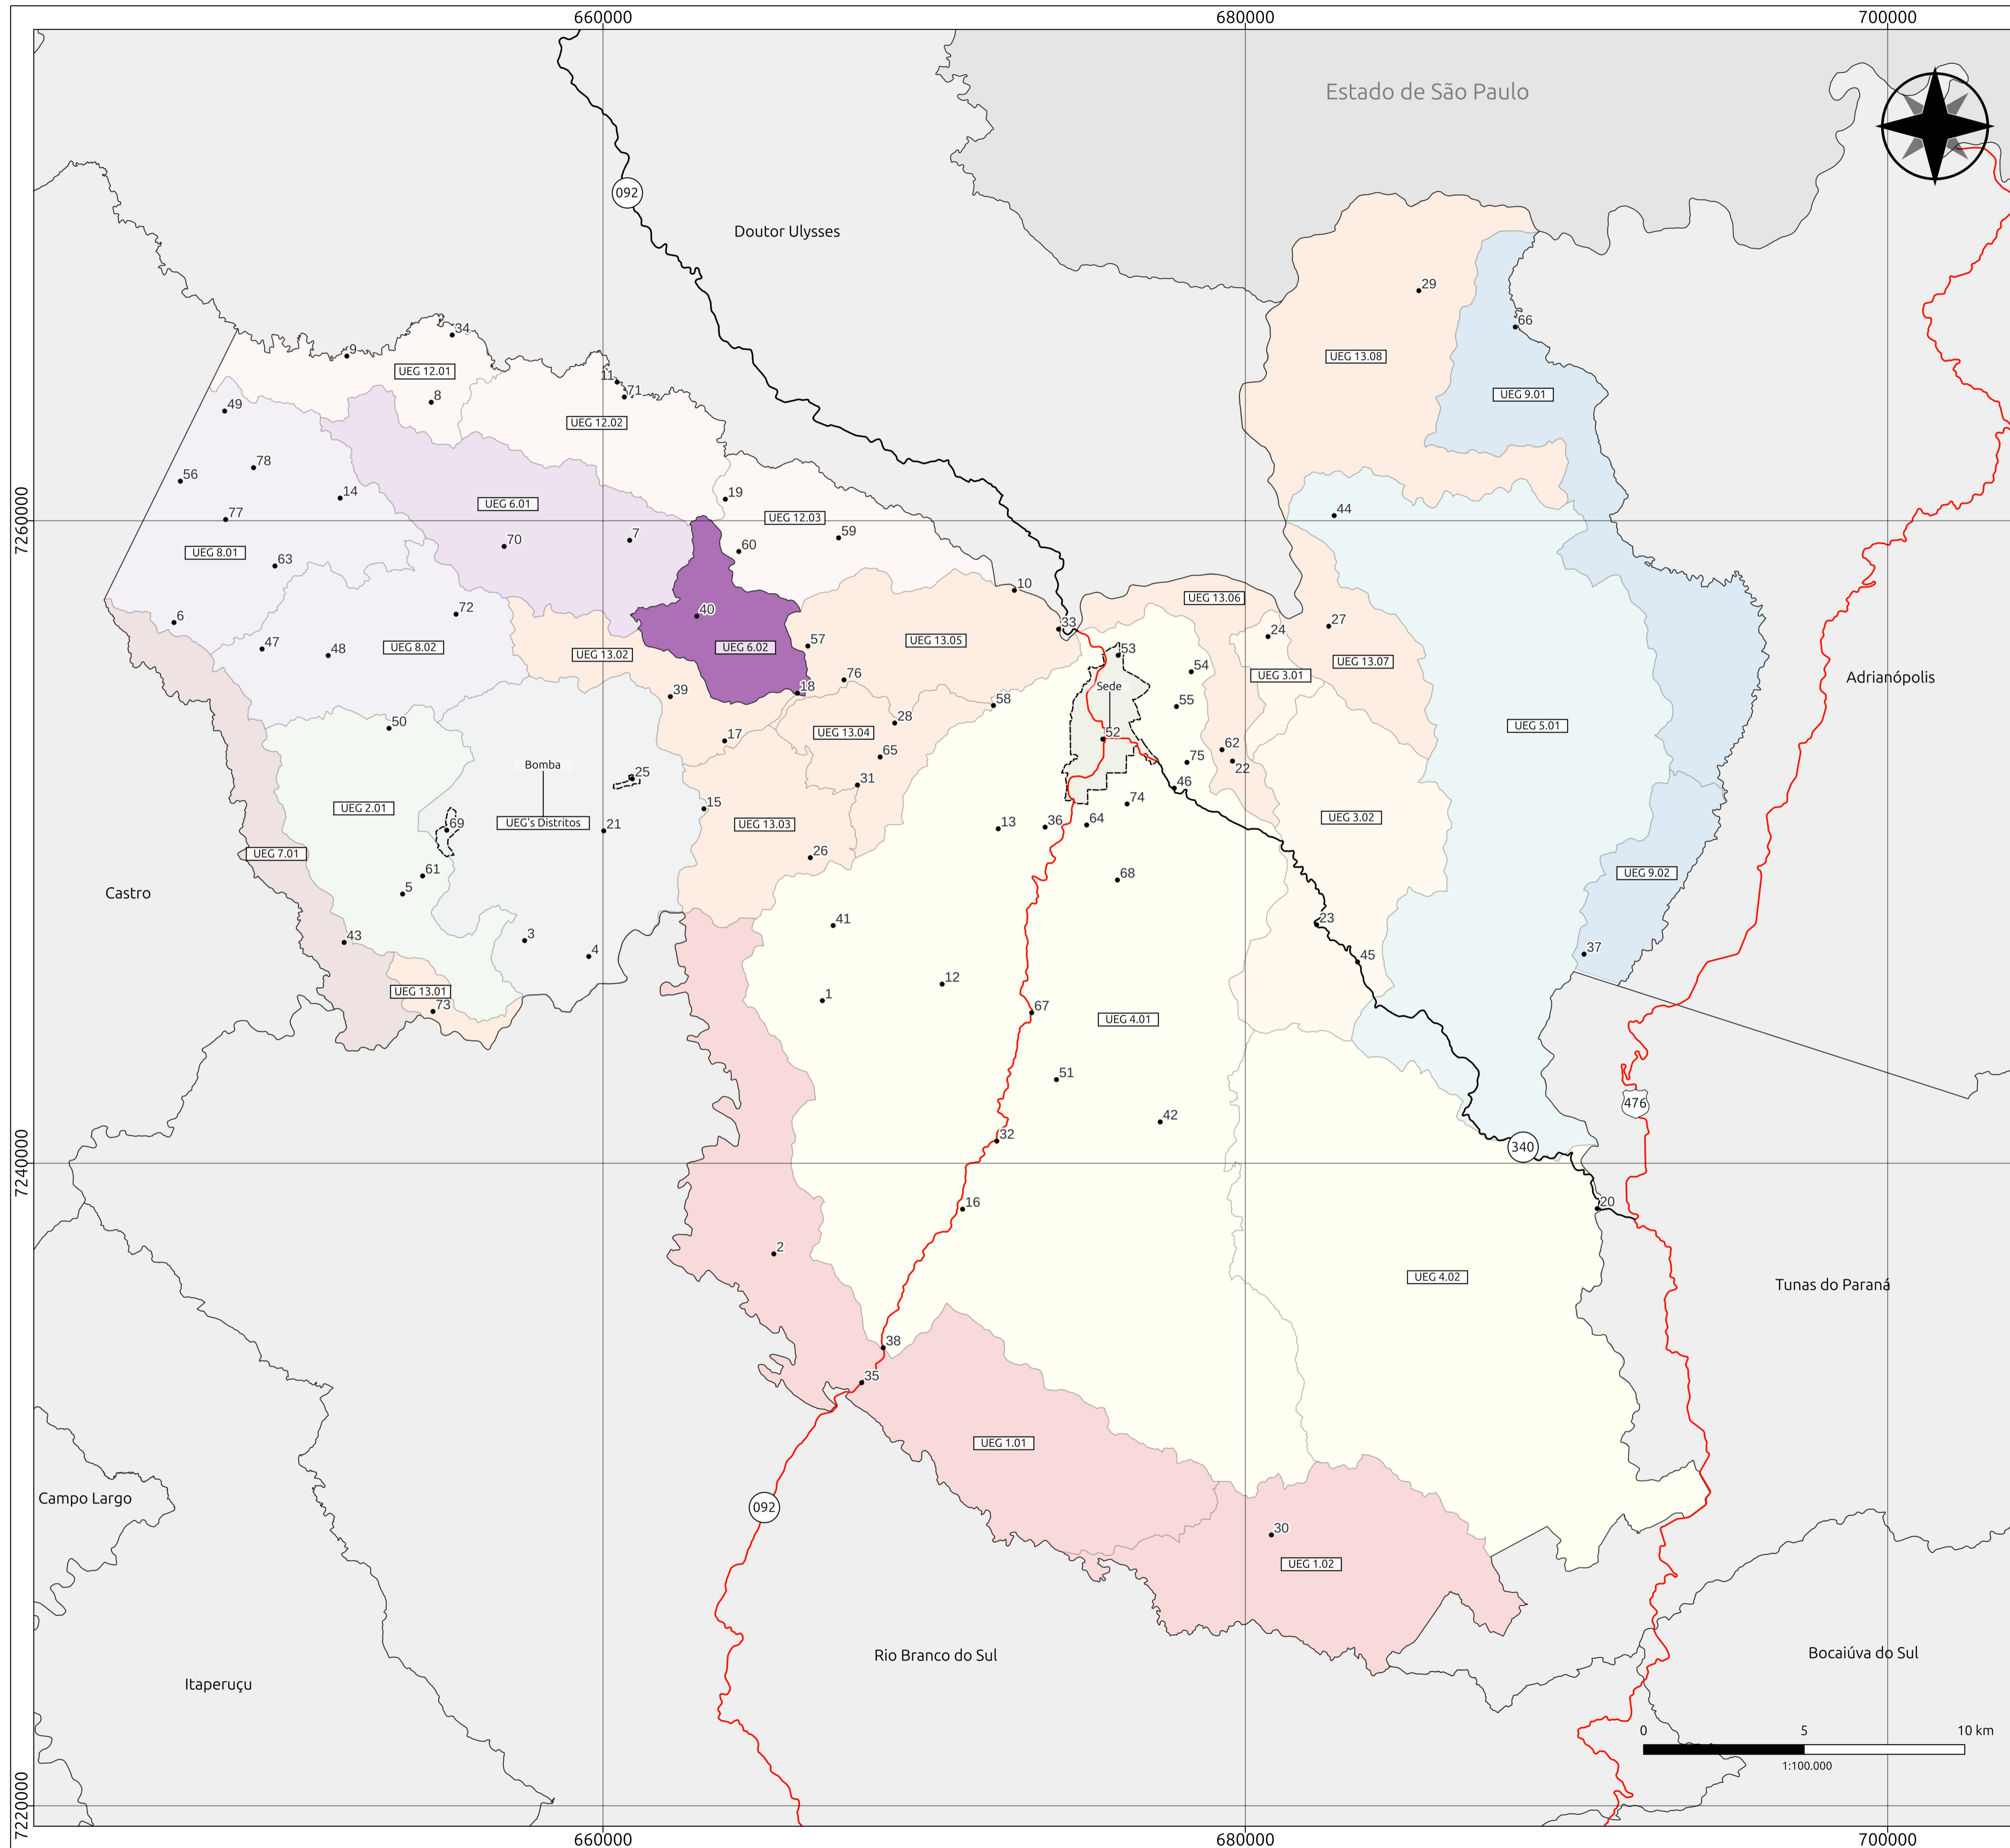 660000 680000 700000
Estado de São Paulo
092
Doutor Ulysses
29
66
34
9
UEG 13.08
UEG 12.01
11
71
8
UEG 9.01
49
UEG 12.02
78
56
14
19
UEG 6.01
44
77
UEG 12.03
7260000
7
59
70
60
UEG 8.01
63
10
UEG 13.06
72
40
6
27
33
24
57
UEG 13.05
47
48
UEG 8.02
UEG 13.02
UEG 6.02
53
UEG 13.07
54
UEG 3.01
76
Adrianópolis
Sede
18
39
58
55
50
28
UEG 5.01
17
UEG 13.04
52
62
65
75
22
Bomba
25
31
46
74
15
UEG 2.01
UEG 3.02
69
UEG's Distritos
21
UEG 13.03
13
36
64
UEG 7.01
26
61
68
UEG 9.02
5
Castro
41
23
43
3
4
45
37
12
UEG 13.01
1
73
67
UEG 4.01
51
476
42
32
340
7240000
16
20
2
UEG 4.02
Tunas do Paraná
38
35
UEG 1.01
Campo Largo
092
30
UEG 1.02
Rio Branco do Sul
Bocaiúva do Sul
Itaperuçu
0 5 10 km
1:100.000
7220000
660000 680000 700000